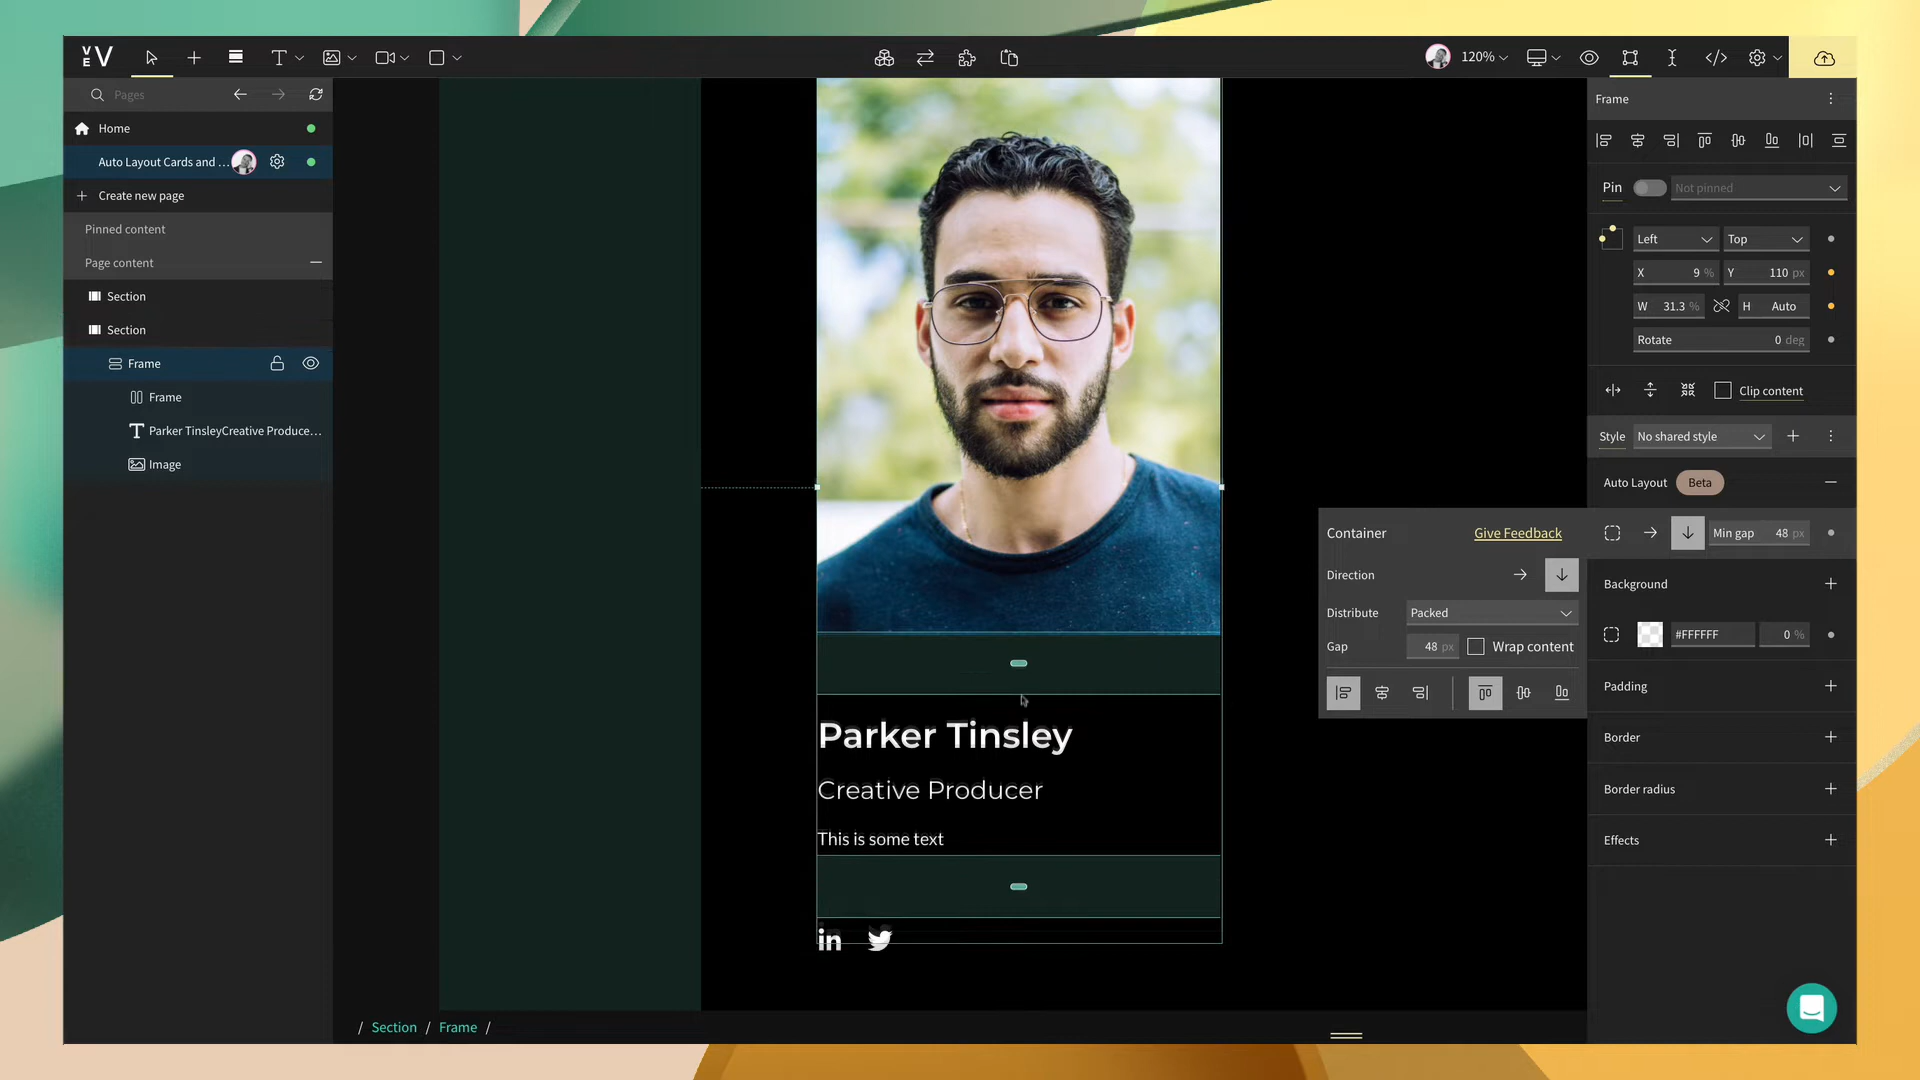 VEV
120%
Pages
Home
Auto Layout Cards and ...
Create new page
Pinned content
Page content
Section
Section
Frame
Frame
Parker TinsleyCreative Produce...
Image
Parker Tinsley
Creative Producer
This is some text
in
/ Section / Frame /
Container
Give Feedback
Direction
Distribute Packed
Gap 48 px Wrap content
Frame
Pin Not pinned
Left Top
X 9 % Y 110 px
W 31.3 % H Auto
Rotate 0 deg
Clip content
Style No shared style
Auto Layout Beta
Min gap 48 px
Background
#FFFFFF 0 %
Padding
Border
Border radius
Effects